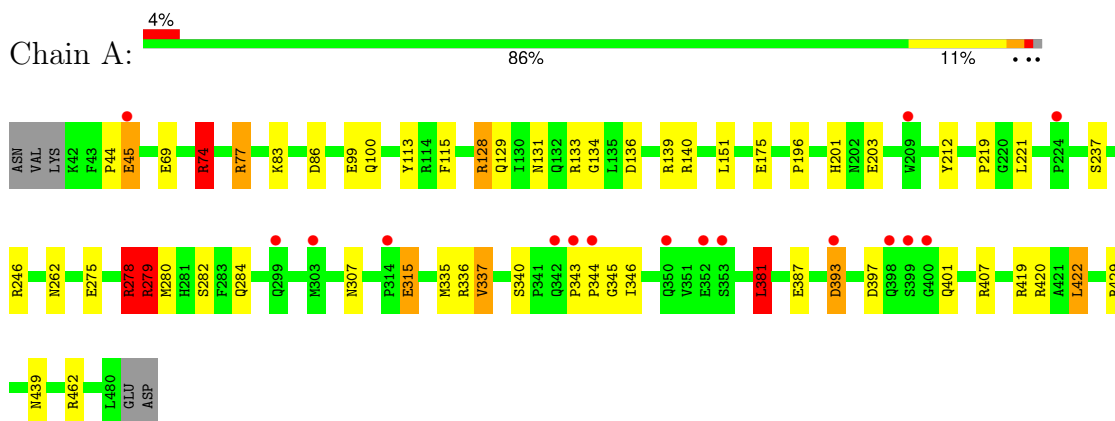 4%
Chain A:
86% 11% • ••
ASN VAL LYS K42 F43 P44 E45 E69 R74 R77 K83 D86 E99 Q100 Y113 R114 F115 R128 Q129 I130 N131 Q132 R133 G134 L135 D136 R139 R140 L151 E175 P196 H201 N202 E203 W209 Y212 P219 G220 L221 P224 S237
R246 N262 E275 R278 R279 M280 H281 S282 F283 Q284 Q299 M303 N307 P314 E315 M335 R336 V337 S340 P341 Q342 P343 P344 G345 I346 Q350 V351 E352 S353 L381 E387 D393 D397 Q398 S399 G400 Q401 R407 R419 R420 A421 L422
N439 R462 L480 GLU ASP